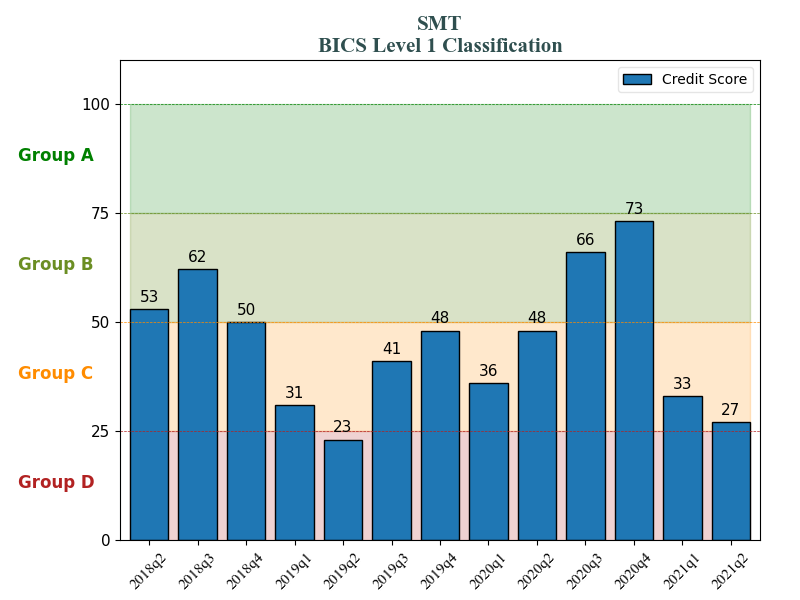 SMT
BICS Level 1 Classification
Credit Score
100
Group A
75
73
66
62
Group B
53
50
50
48
48
41
36
Group C
33
31
27
25
23
Group D
0
2018q2 2018q3 2018q4 2019q1 2019q2 2019q3 2019q4 2020q1 2020q2 2020q3 2020q4 2021q1 2021q2